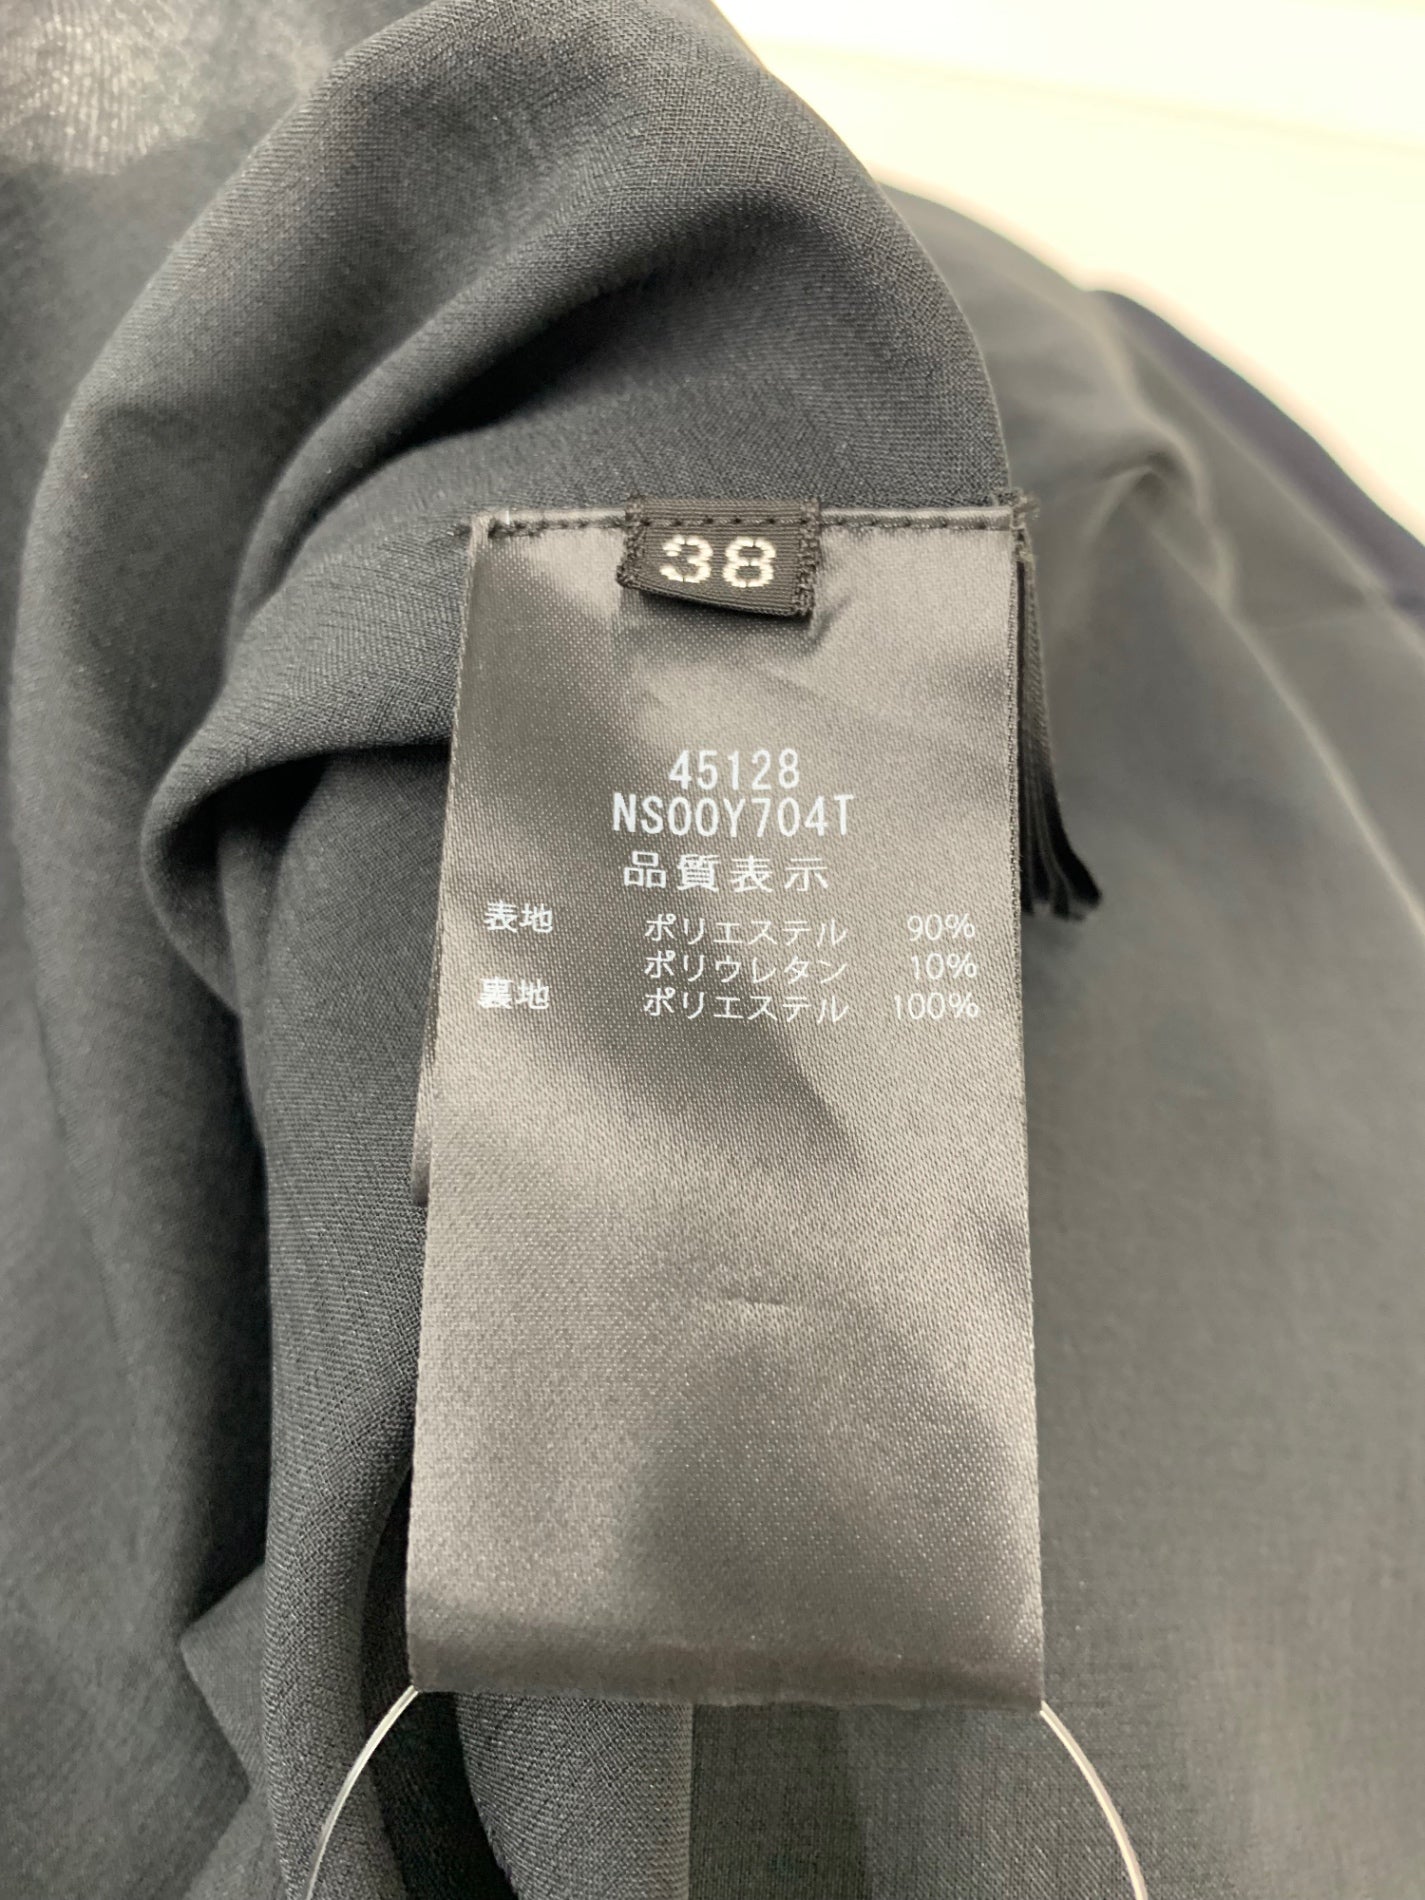 38
45128
NS00Y704T
品質表示
表地 ポリエステル 90%
ポリウレタン 10%
裏地 ポリエステル 100%